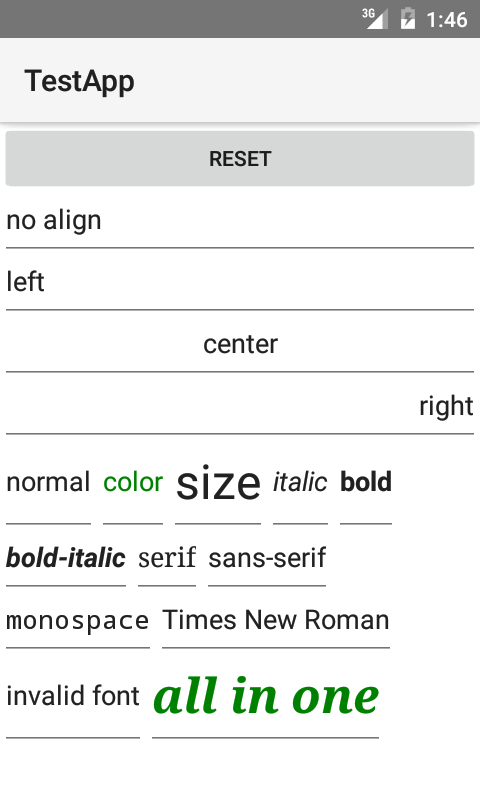 3G 1:46
TestApp
RESET
no align
left
center
right
normal color size italic bold
bold-italic serif sans-serif
monospace Times New Roman
invalid font all in one